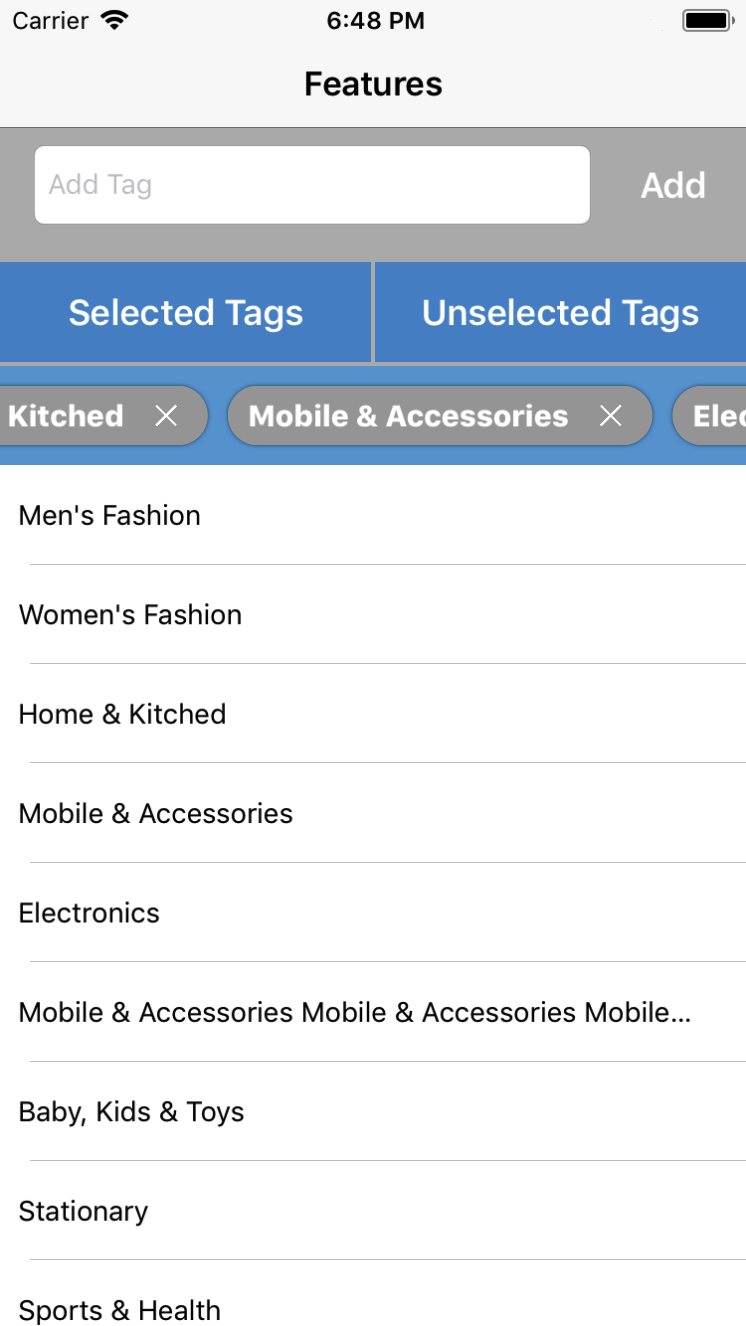 Carrier 6:48 PM
Features
Add Tag Add
Selected Tags Unselected Tags
Kitched Mobile & Accessories Elec
Men's Fashion
Women's Fashion
Home & Kitched
Mobile & Accessories
Electronics
Mobile & Accessories Mobile & Accessories Mobile...
Baby, Kids & Toys
Stationary
Sports & Health